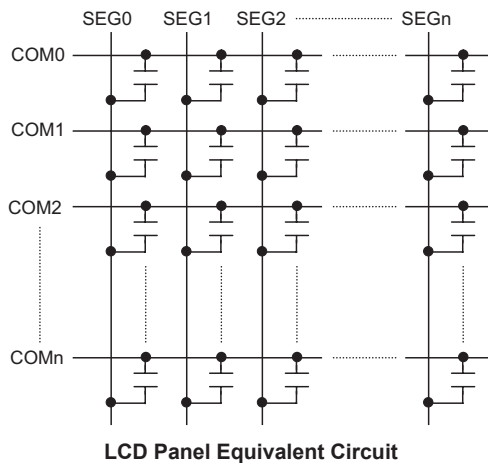 SEG0 SEG1 SEG2 SEGn
COM0
COM1
COM2
COMn
LCD Panel Equivalent Circuit